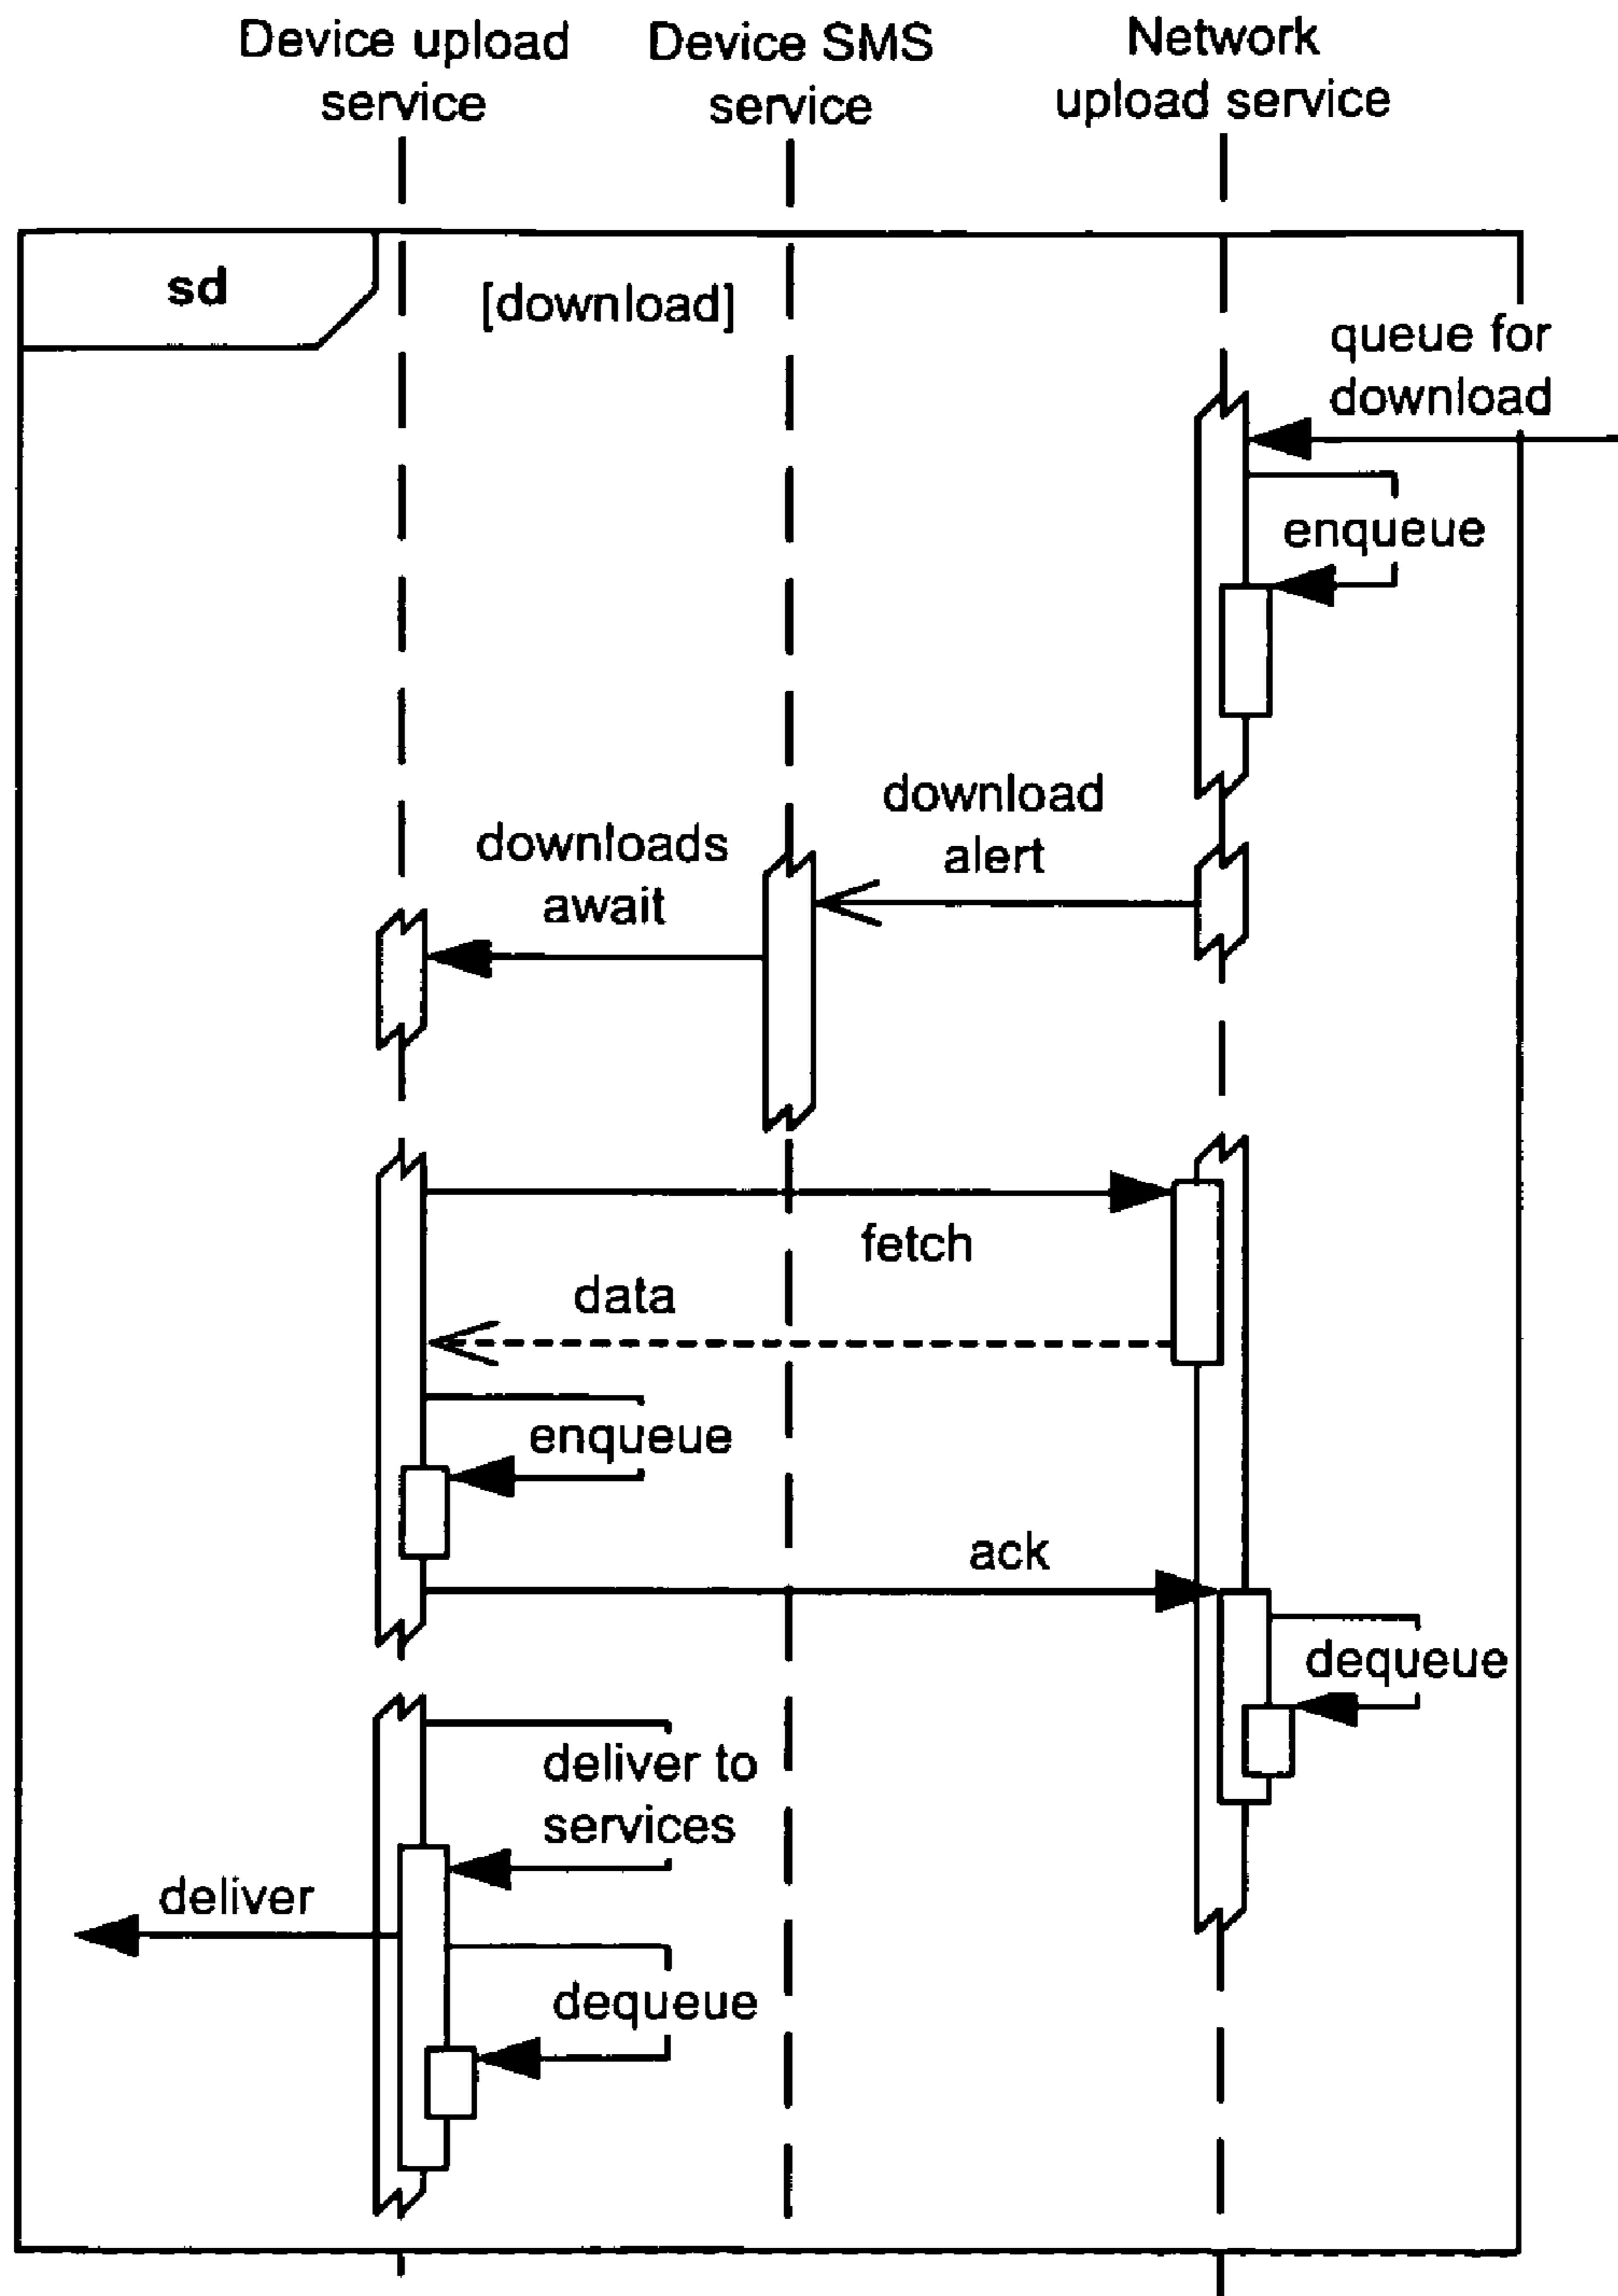 Device upload
service
Device SMS
service
Network
upload service
sd
[download]
queue for
download
enqueue
download
alert
downloads
await
fetch
data
enqueue
ack
dequeue
deliver to
services
deliver
dequeue